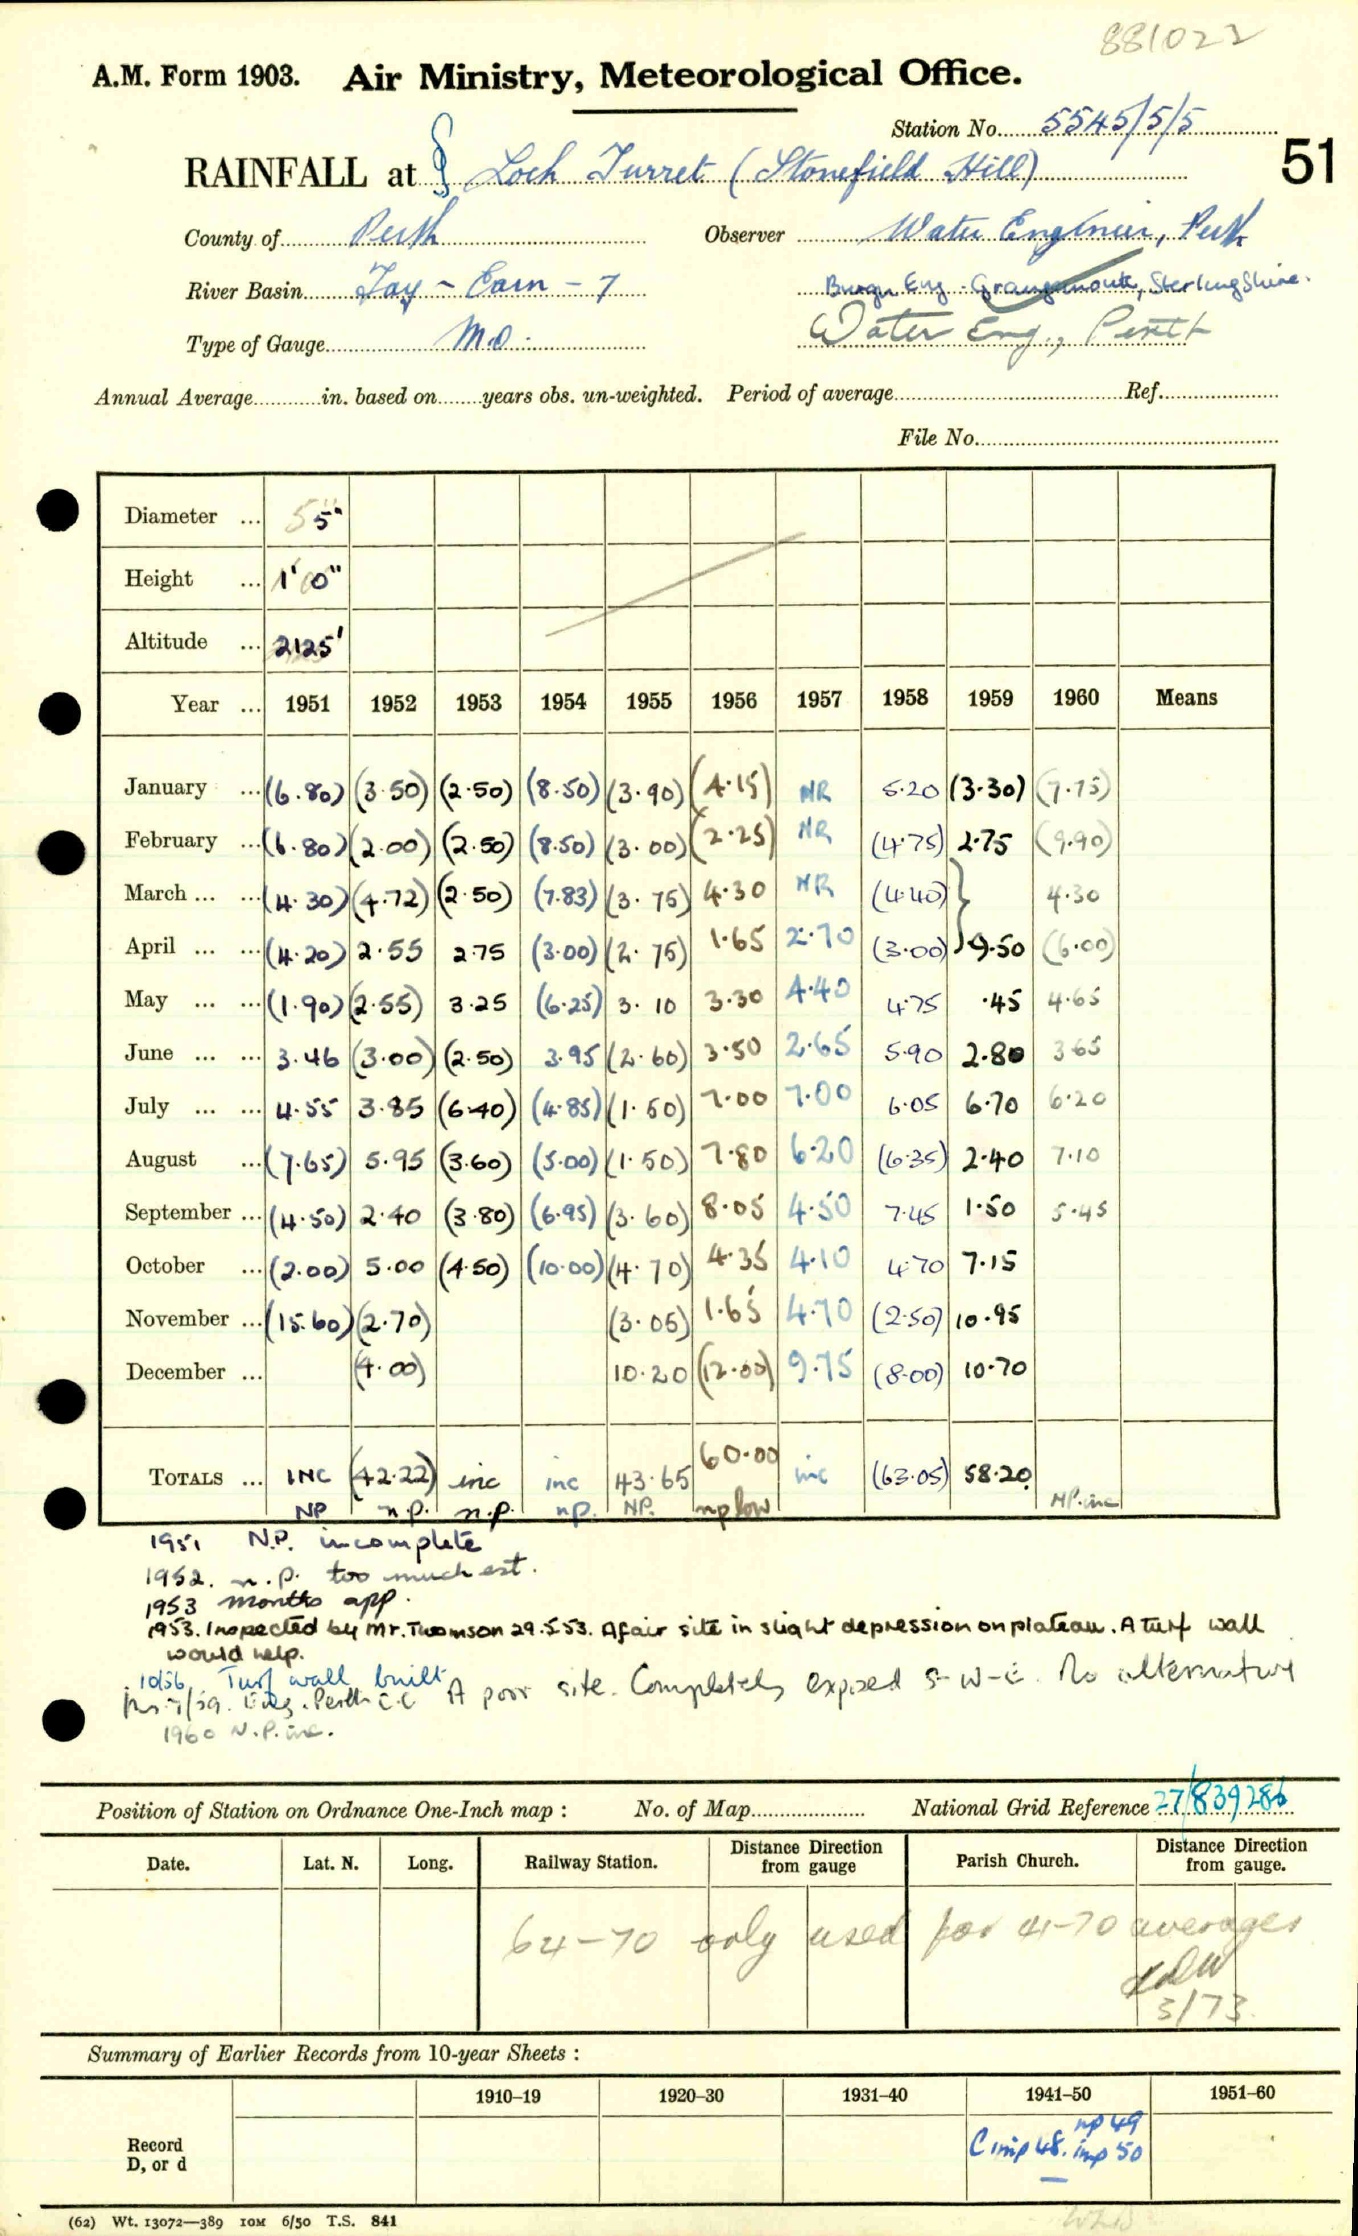 881022
A.M. Form 1903. Air Ministry, Meteorological Office.
Station No. 5545/5/5
51
RAINFALL at § Loch Turret (Stonefield Hill)
County of Perth Observer Water Engineer, Perth
River Basin Tay - Earn - 7 Burgh Eng. Grangemouth, Sterlingshire.
Type of Gauge M.O. Water Eng., Perth
Annual Average in. based on years obs. un-weighted. Period of average Ref.
File No.
Diameter ... 5 5"
Height ... 1' 0"
Altitude ... 2125'
Year ... 1951 1952 1953 1954 1955 1956 1957 1958 1959 1960 Means
January ... (6.80) (3.50) (2.50) (8.50) (3.90) (4.15) NR 5.20 (3.30) (7.75)
February ... (6.80) (2.00) (2.50) (8.50) (3.00) (2.25) NR (4.75) 2.75 (9.90)
March ... ... (4.30) (4.72) (2.50) (7.83) (3.75) 4.30 NR (4.40) } 4.30
April ... ... (4.20) 2.55 2.75 (3.00) (2.75) 1.65 2.70 (3.00) 9.50 (6.00)
May ... ... (1.90) (2.55) 3.25 (6.25) 3.10 3.30 4.40 4.75 .45 4.65
June ... ... 3.46 (3.00) (2.50) 3.95 (2.60) 3.50 2.65 5.90 2.80 3.65
July ... ... 4.55 3.85 (6.40) (4.85) (1.50) 7.00 7.00 6.05 6.70 6.20
August ... (7.65) 5.95 (3.60) (5.00) (1.50) 7.80 6.20 (6.35) 2.40 7.10
September ... (4.50) 2.40 (3.80) (6.95) (3.60) 8.05 4.50 7.45 1.50 5.45
October ... (2.00) 5.00 (4.50) (10.00) (4.70) 4.35 4.10 4.70 7.15
November ... (15.60) (2.70) (3.05) 1.65 4.70 (2.50) 10.95
December ... (4.00) 10.20 (12.00) 9.75 (8.00) 10.70
TOTALS ... INC (42.22) inc inc 43.65 60.00 inc (63.05) 58.20
NP n.p. n.p. np. NP. np low NP. inc
1951 N.P. incomplete
1952. n.p. too much est.
1953 months app.
1953. Inspected by Mr. Thomson 29.5.53. A fair site in slight depression on plateau. A turf wall
would help.
10/56 Turf wall built
Ins. 7/59. Perth C.C. A poor site. Completely exposed S-W-E. No alternative
1960 N.P. inc.
Position of Station on Ordnance One-Inch map : No. of Map National Grid Reference 27/839286
Date. Lat. N. Long. Railway Station. Distance from gauge Direction Parish Church. Distance Direction from gauge.
64-70 only used for 41-70 averages
3/73.
Summary of Earlier Records from 10-year Sheets :
1910–19 1920–30 1931–40 1941–50 1951–60
Record D, or d
np 49
C imp 48. imp 50
(62) Wt. 13072—389 10M 6/50 T.S. 841